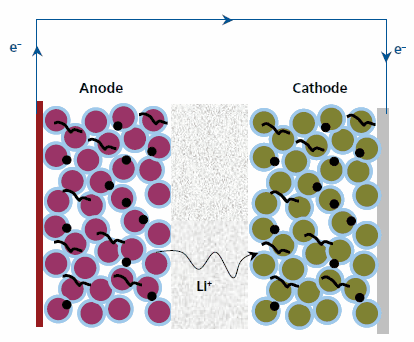 e⁻
e⁻
Anode
Cathode
Li⁺